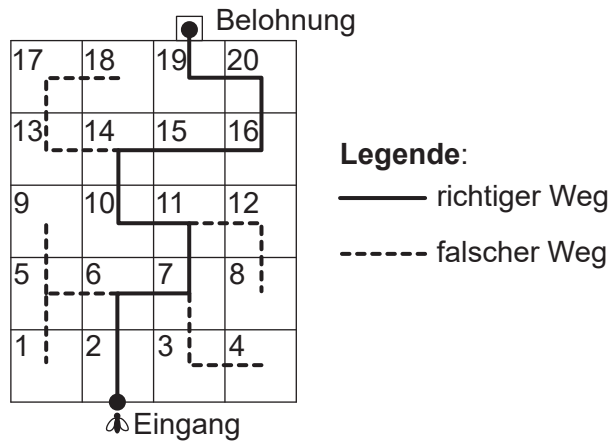 Belohnung
17 18 19 20
13 14 15 16
Legende:
9 10 11 12
richtiger Weg
falscher Weg
5 6 7 8
1 2 3 4
Eingang